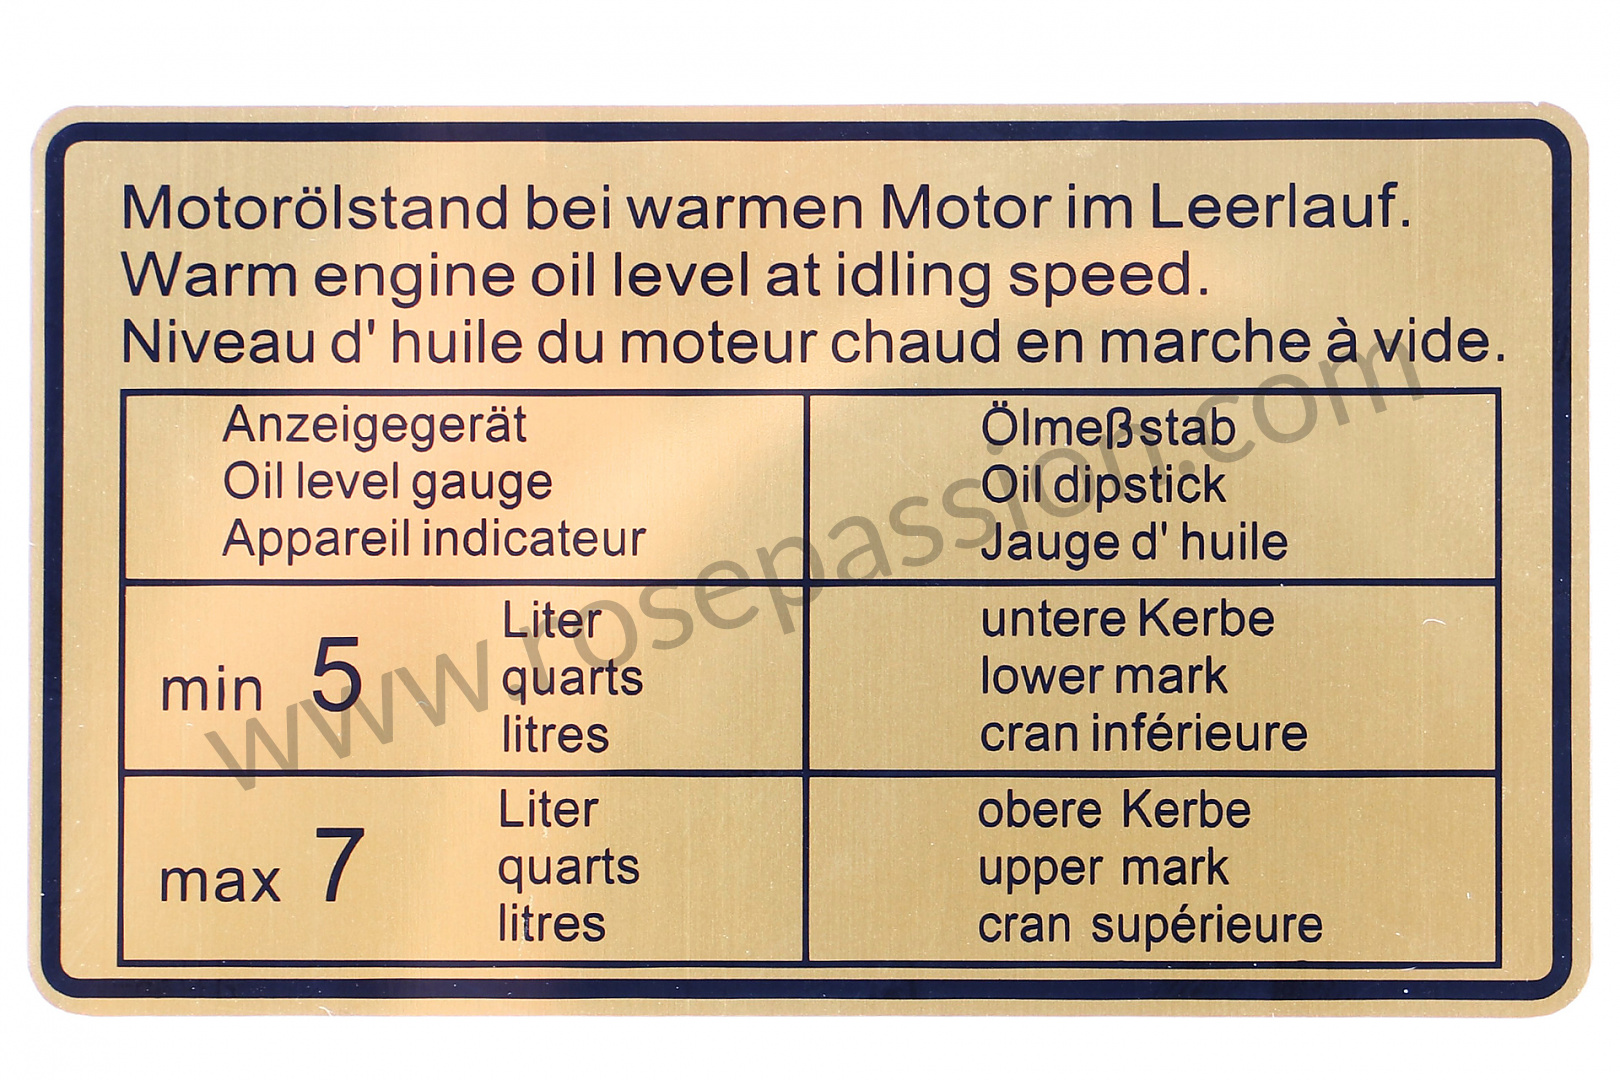 Motorölstand bei warmen Motor im Leerlauf.
Warm engine oil level at idling speed.
Niveau d' huile du moteur chaud en marche à vide.
Anzeigegerät
Oil level gauge
Appareil indicateur
Ölmeßstab
Oil dipstick
Jauge d' huile
min 5
Liter
quarts
litres
untere Kerbe
lower mark
cran inférieure
max 7
Liter
quarts
litres
obere Kerbe
upper mark
cran supérieure
www.rosepassion.com